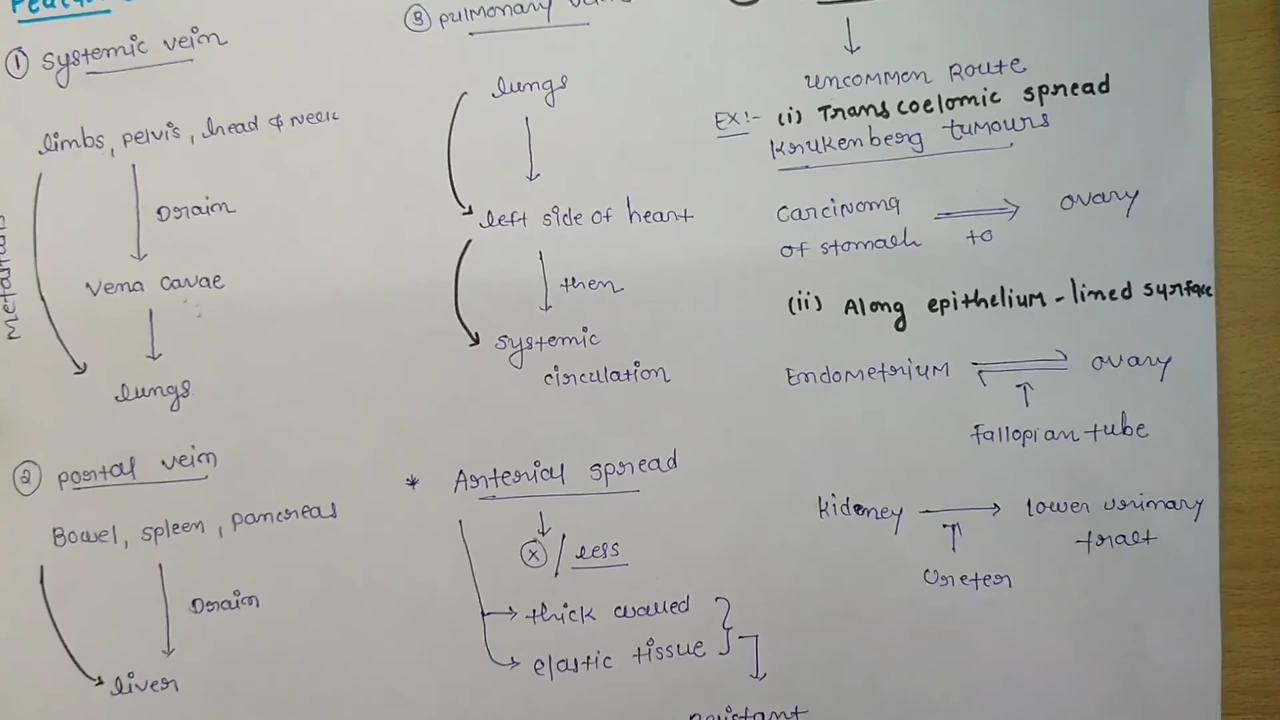 ① systemic vein
limbs, pelvis, head & neck
Drain
vena cavae
lungs
② portal vein
Bowel, spleen, pancreas
Drain
liver
③ pulmonary
lungs
left side of heart
then
systemic
circulation
* Arterial spread
ⓧ / less
thick walled
elastic tissue
uncommon Route
EX:- (i) Trans coelomic spread
Krukenberg tumours
Carcinoma ovary
of stomach to
(ii) Along epithelium-lined surface
Endometrium ovary
fallopian tube
kideney lower urinary
tract
Ureter